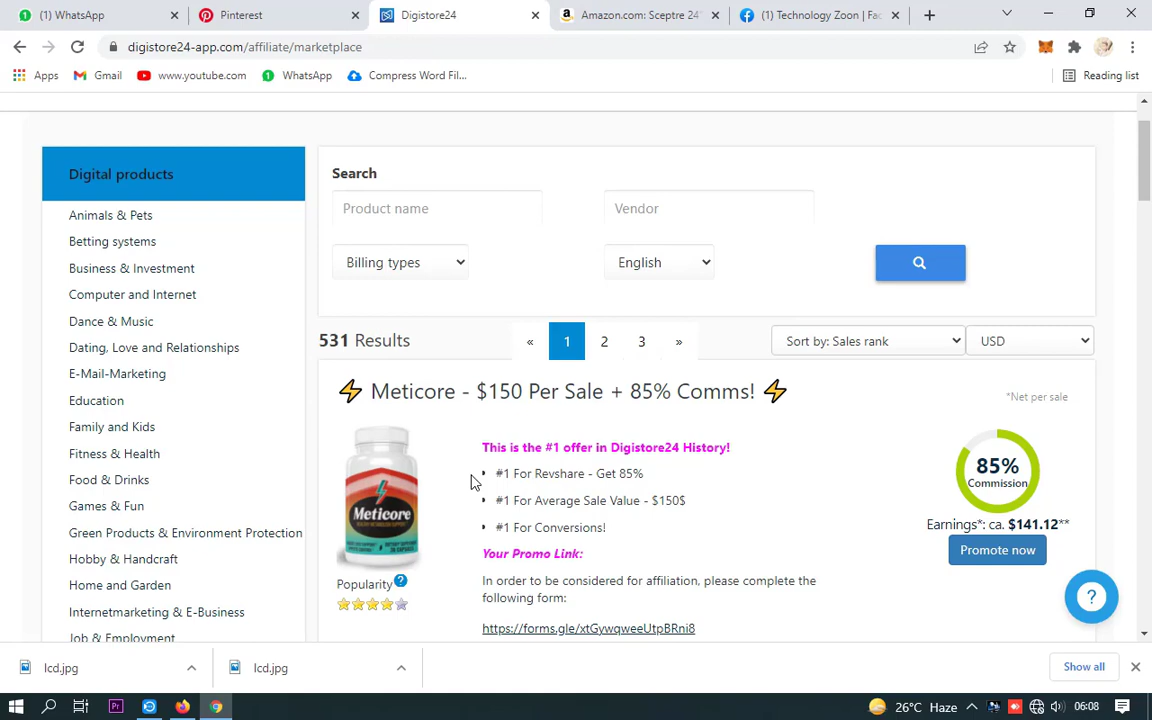 (1) WhatsApp
Pinterest
Digistore24
Amazon.com: Sceptre 24"
(1) Technology Zoon | Fac
digistore24-app.com/affiliate/marketplace
Apps
Gmail
www.youtube.com
WhatsApp
Compress Word Fil...
Reading list
Digital products
Animals & Pets
Betting systems
Business & Investment
Computer and Internet
Dance & Music
Dating, Love and Relationships
E-Mail-Marketing
Education
Family and Kids
Fitness & Health
Food & Drinks
Games & Fun
Green Products & Environment Protection
Hobby & Handcraft
Home and Garden
Internetmarketing & E-Business
Job & Employment
Search
Product name
Vendor
Billing types
English
531 Results
« 1 2 3 »
Sort by: Sales rank
USD
⚡ Meticore - $150 Per Sale + 85% Comms! ⚡
*Net per sale
Meticore
Popularity ?
This is the #1 offer in Digistore24 History!
• #1 For Revshare - Get 85%
• #1 For Average Sale Value - $150$
• #1 For Conversions!
Your Promo Link:
In order to be considered for affiliation, please complete the
following form:
https://forms.gle/xtGywqweeUtpBRni8
85%
Commission
Earnings*: ca. $141.12**
Promote now
?
lcd.jpg
lcd.jpg
Show all
Pr
26°C Haze
06:08